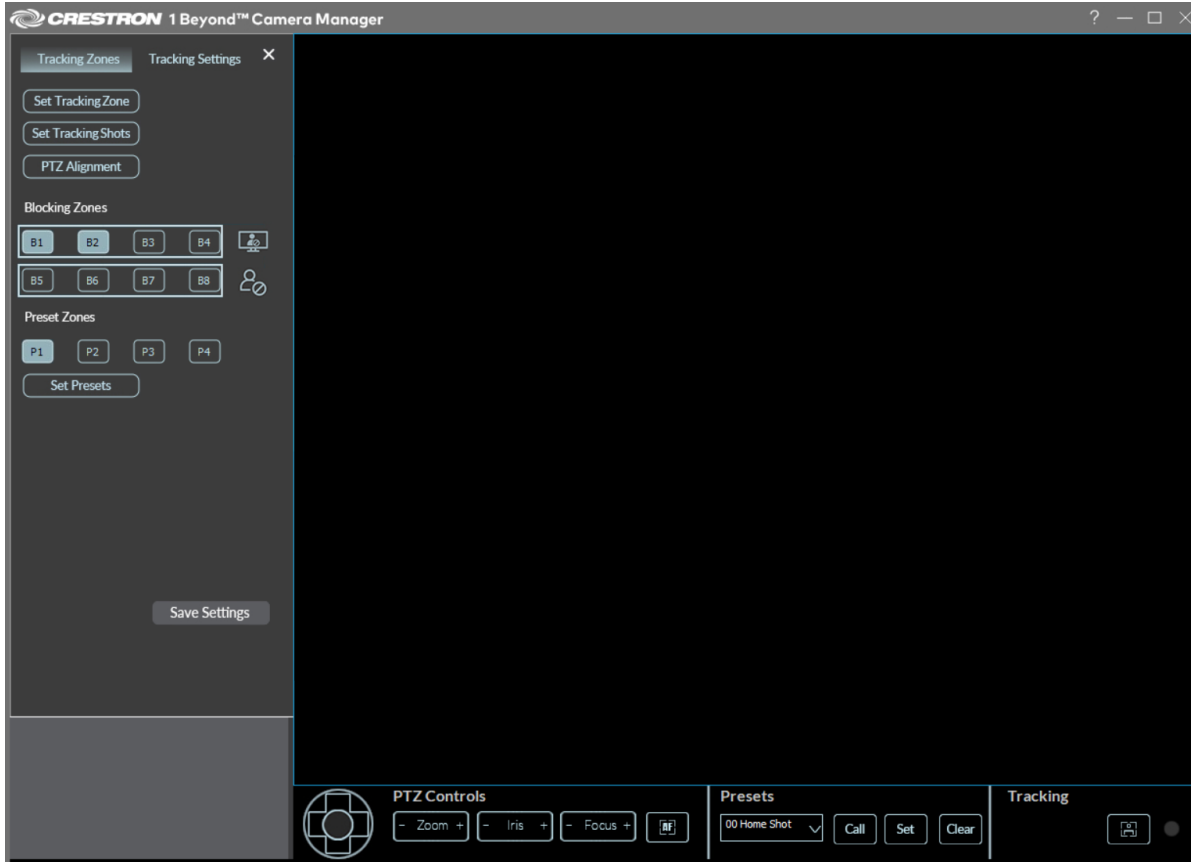 CRESTRON 1 Beyond™ Camera Manager ?
Tracking Zones Tracking Settings
Set Tracking Zone
Set Tracking Shots
PTZ Alignment
Blocking Zones
B1 B2 B3 B4
B5 B6 B7 B8
Preset Zones
P1 P2 P3 P4
Set Presets
Save Settings
PTZ Controls Presets Tracking
- Zoom + - Iris + - Focus + AF 00 Home Shot Call Set Clear